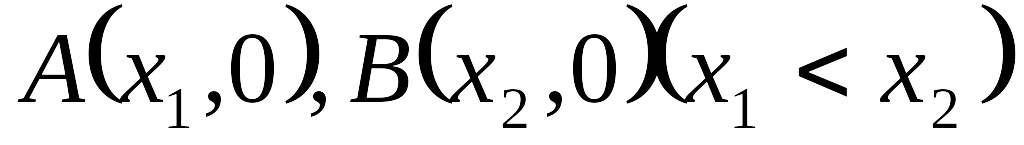 A(x₁,0), B(x₂,0)(x₁ < x₂)